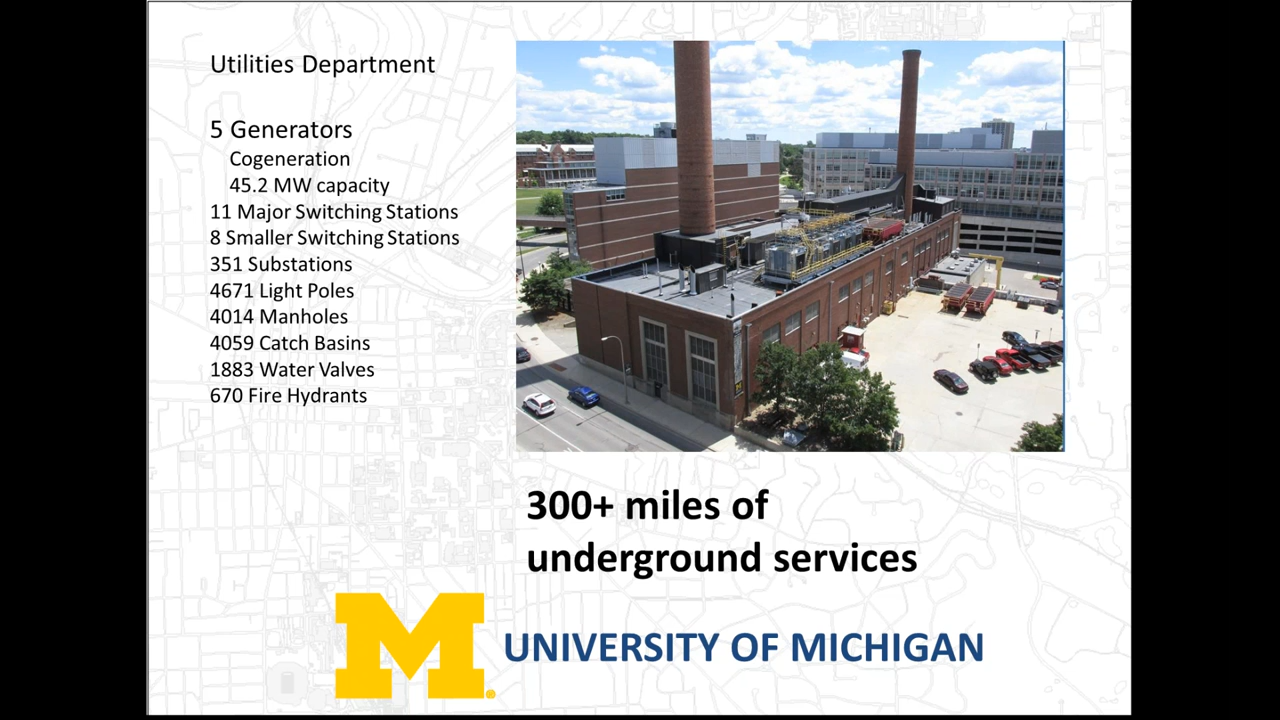 Utilities Department
5 Generators
Cogeneration
45.2 MW capacity
11 Major Switching Stations
8 Smaller Switching Stations
351 Substations
4671 Light Poles
4014 Manholes
4059 Catch Basins
1883 Water Valves
670 Fire Hydrants
300+ miles of
underground services
M®
UNIVERSITY OF MICHIGAN